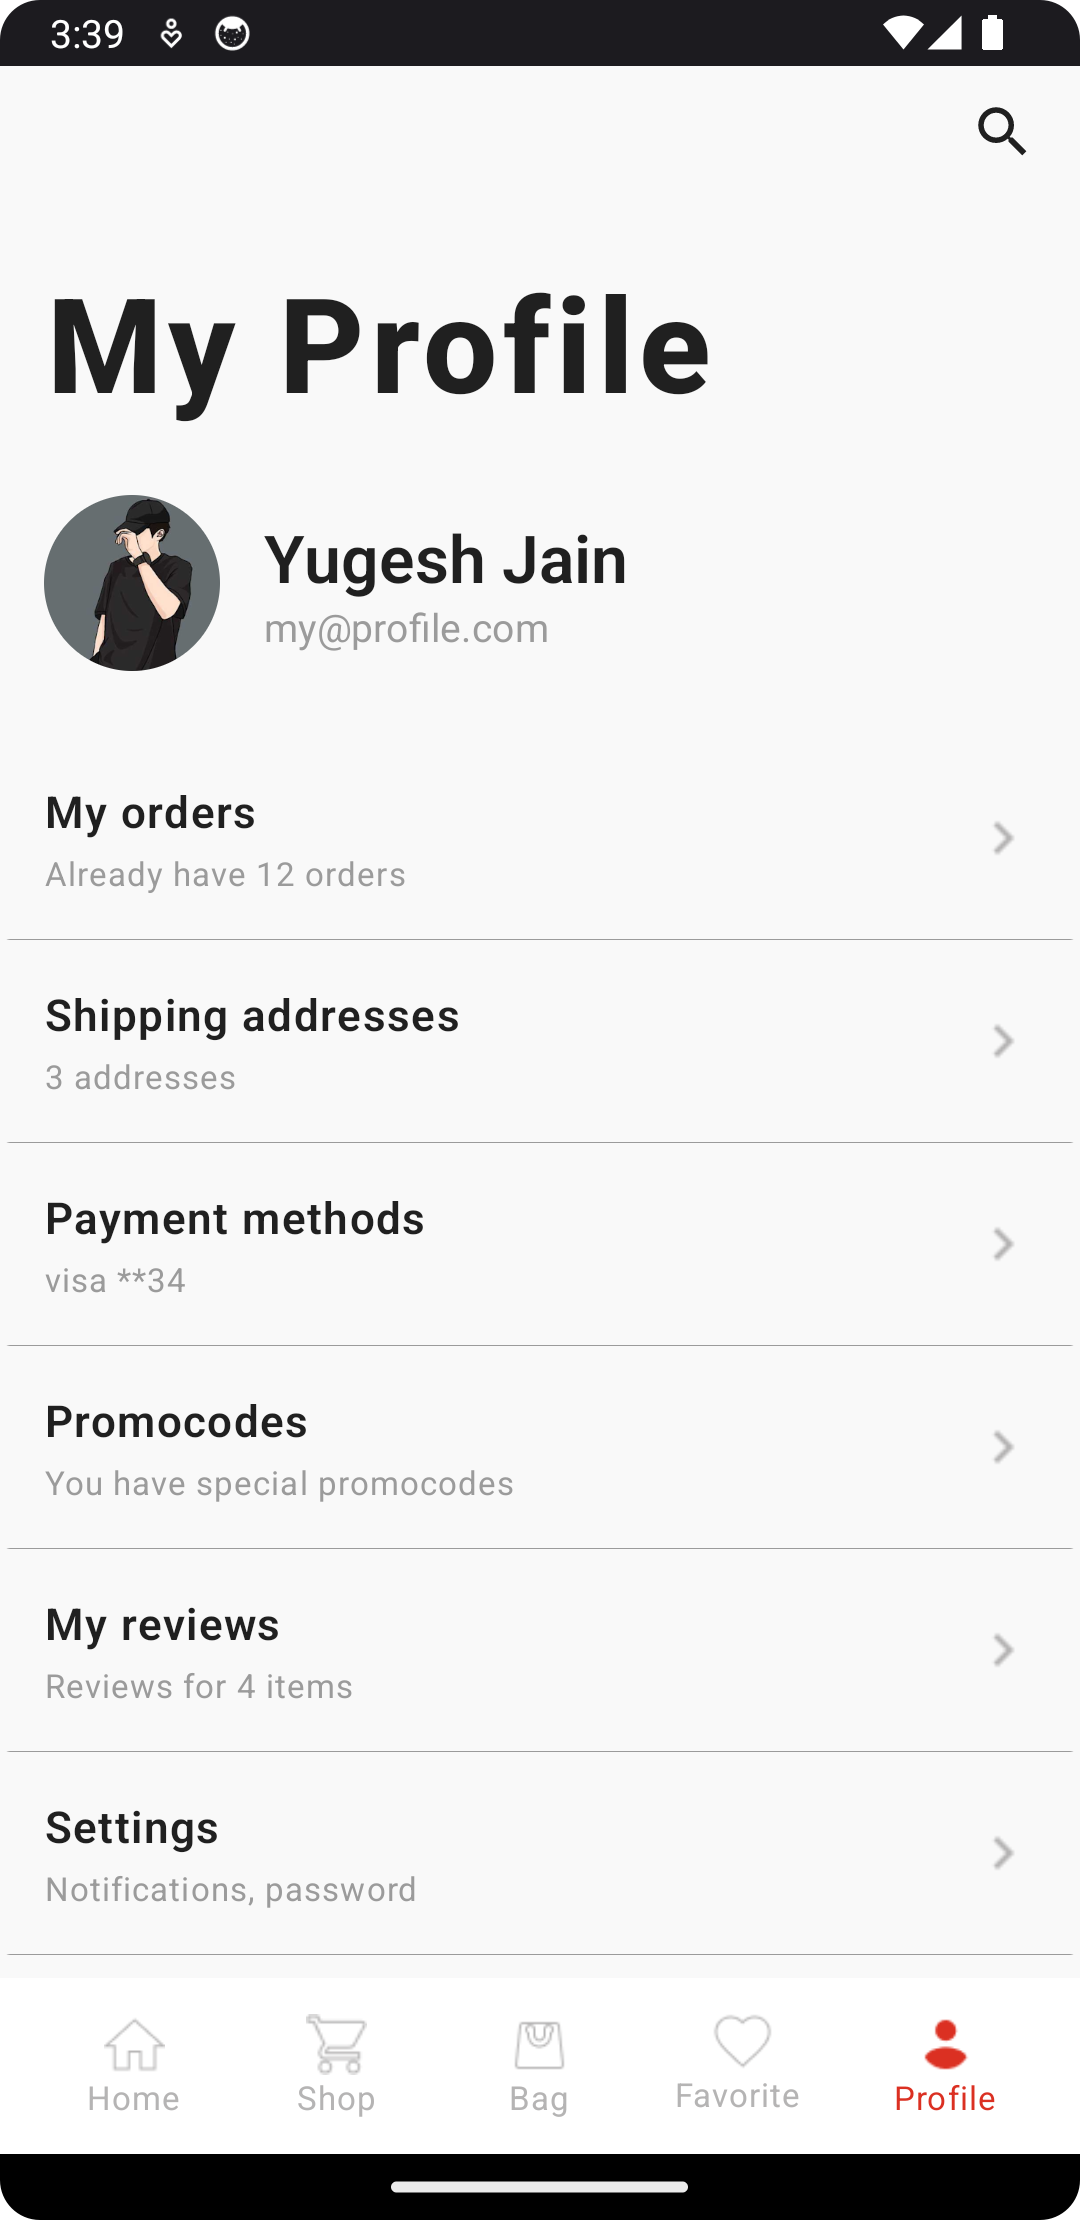 3:39
My Profile
Yugesh Jain
my@profile.com
My orders
Already have 12 orders
Shipping addresses
3 addresses
Payment methods
visa **34
Promocodes
You have special promocodes
My reviews
Reviews for 4 items
Settings
Notifications, password
Home
Shop
Bag
Favorite
Profile